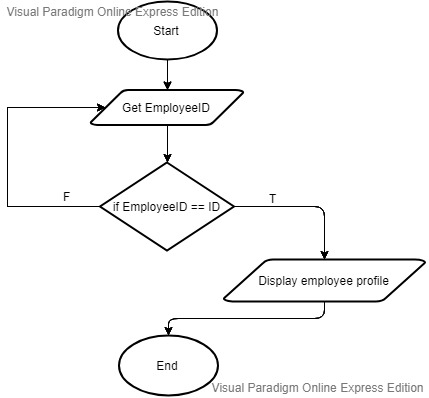 Visual Paradigm Online Express Edition
Start
Get EmployeeID
if EmployeeID == ID
F
T
Display employee profile
End
Visual Paradigm Online Express Edition